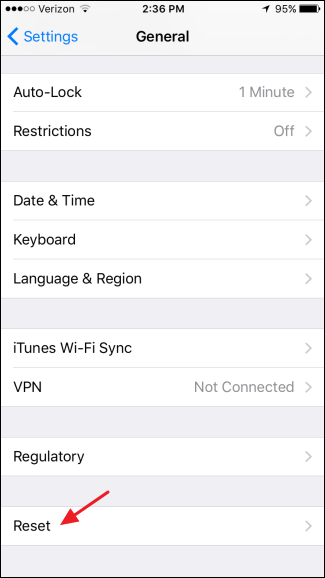 Verizon 2:36 PM 95%
Settings General
Auto-Lock 1 Minute
Restrictions Off
Date & Time
Keyboard
Language & Region
iTunes Wi-Fi Sync
VPN Not Connected
Regulatory
Reset